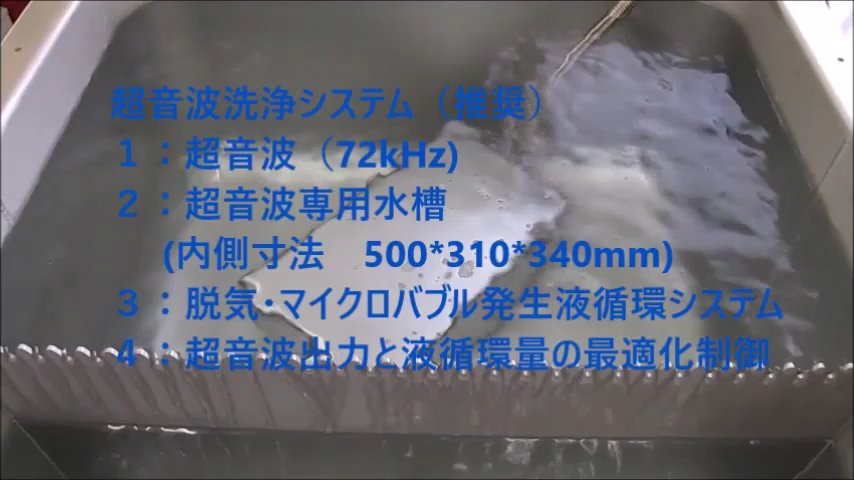 超音波洗浄システム（推奨）
１：超音波（72kHz)
２：超音波専用水槽
(内側寸法　500*310*340mm)
３：脱気・マイクロバブル発生液循環システム
４：超音波出力と液循環量の最適化制御